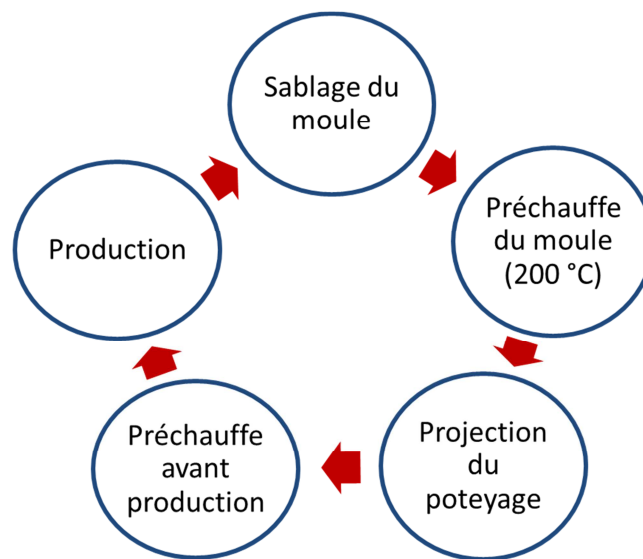 Sablage du
moule
Préchauffe
du moule
(200 °C)
Projection
du
poteyage
Préchauffe
avant
production
Production